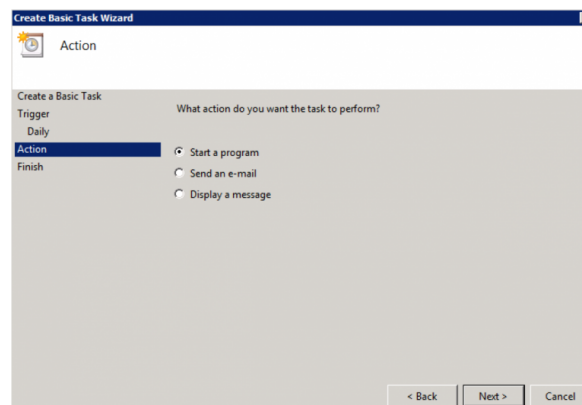 Create Basic Task Wizard
Action
Create a Basic Task
Trigger
Daily
Action
Finish
What action do you want the task to perform?
Start a program
Send an e-mail
Display a message
< Back
Next >
Cancel